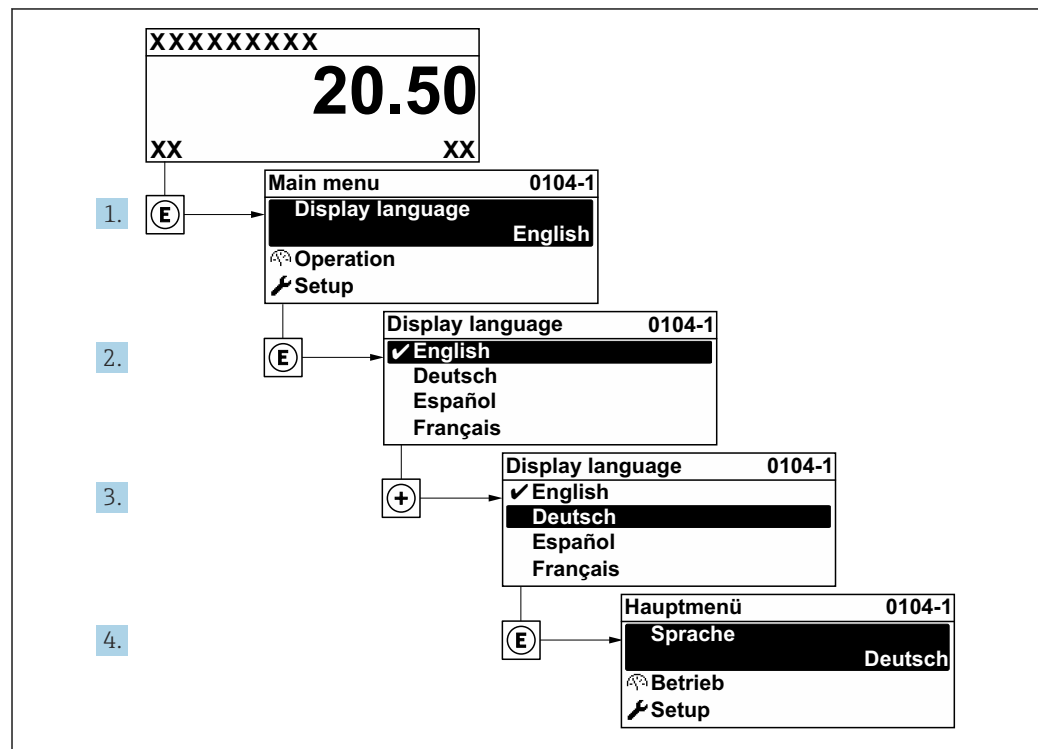 XXXXXXXXX
20.50
XX XX
1. E
Main menu 0104-1
Display language
English
Operation
Setup
2. E
Display language 0104-1
✔ English
Deutsch
Español
Français
3. +
Display language 0104-1
✔ English
Deutsch
Español
Français
4. E
Hauptmenü 0104-1
Sprache
Deutsch
Betrieb
Setup